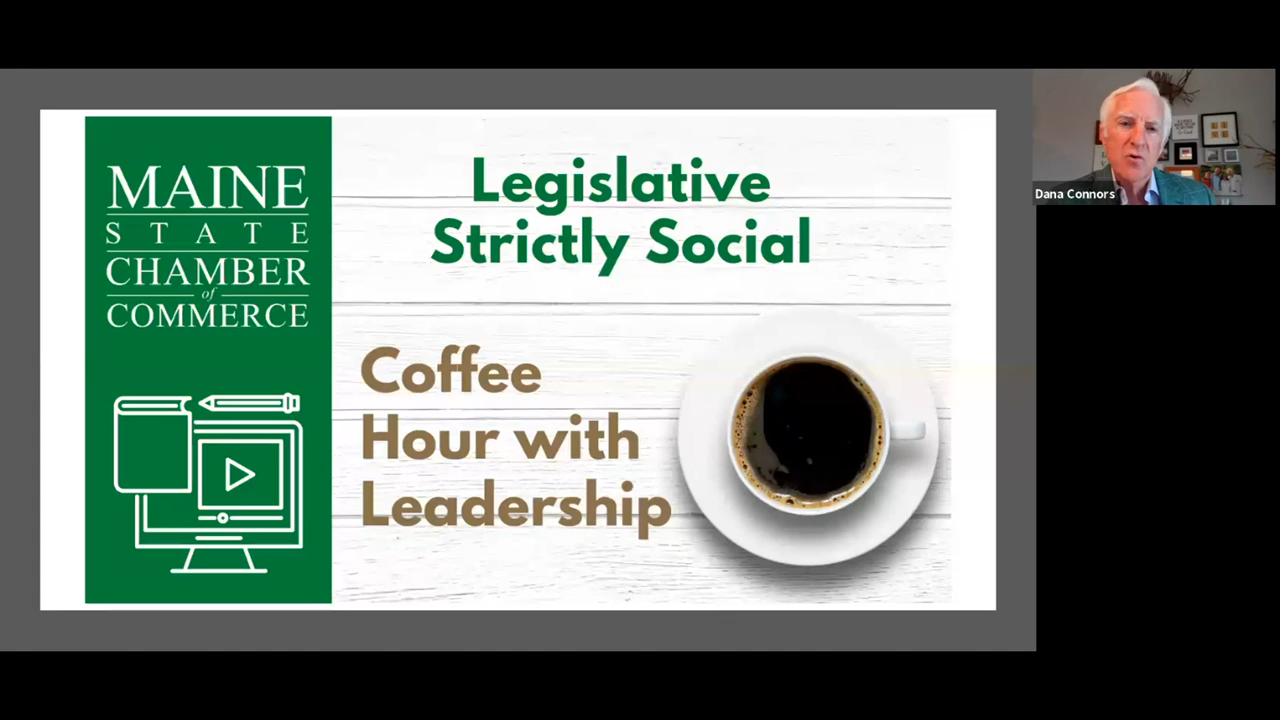 MAINE
STATE
CHAMBER
of
COMMERCE
Legislative
Strictly Social
Coffee
Hour with
Leadership
Dana Connors